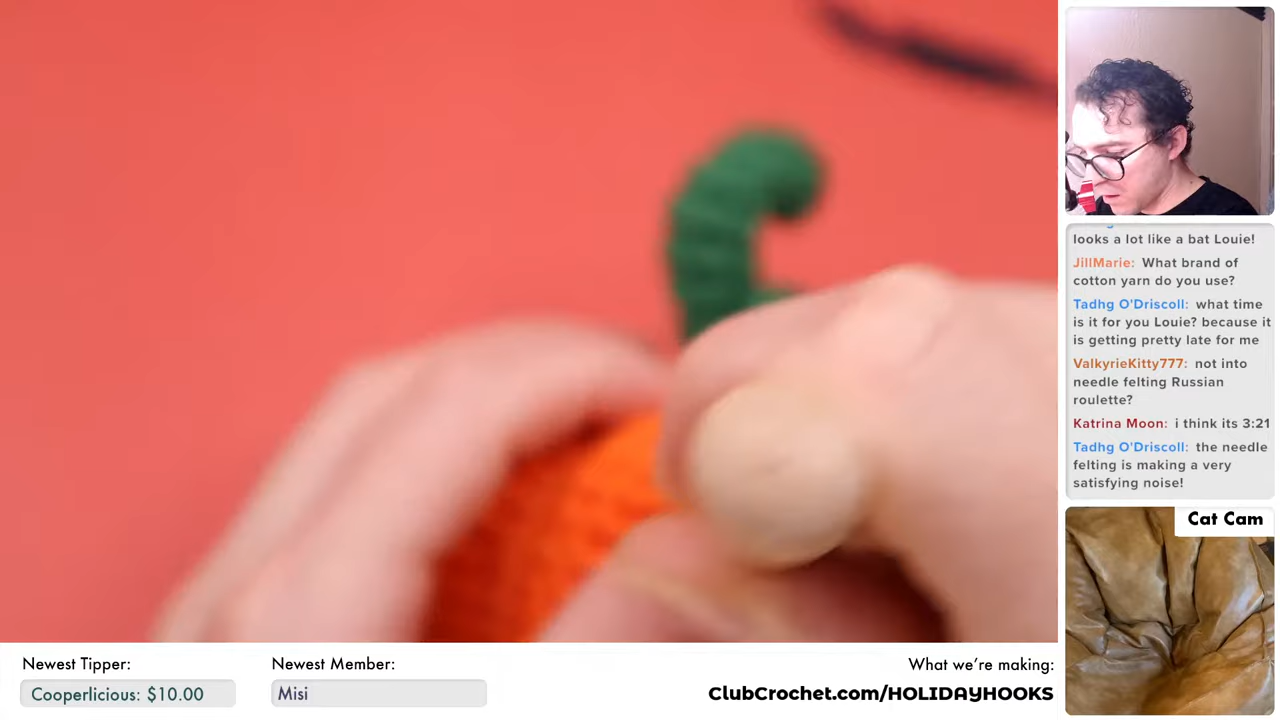 looks a lot like a bat Louie!
JillMarie: What brand of
cotton yarn do you use?
Tadhg O'Driscoll: what time
is it for you Louie? because it
is getting pretty late for me
ValkyrieKitty777: not into
needle felting Russian
roulette?
Katrina Moon: i think its 3:21
Tadhg O'Driscoll: the needle
felting is making a very
satisfying noise!
Cat Cam
Newest Tipper:
Cooperlicious: $10.00
Newest Member:
Misi
What we're making:
ClubCrochet.com/HOLIDAYHOOKS